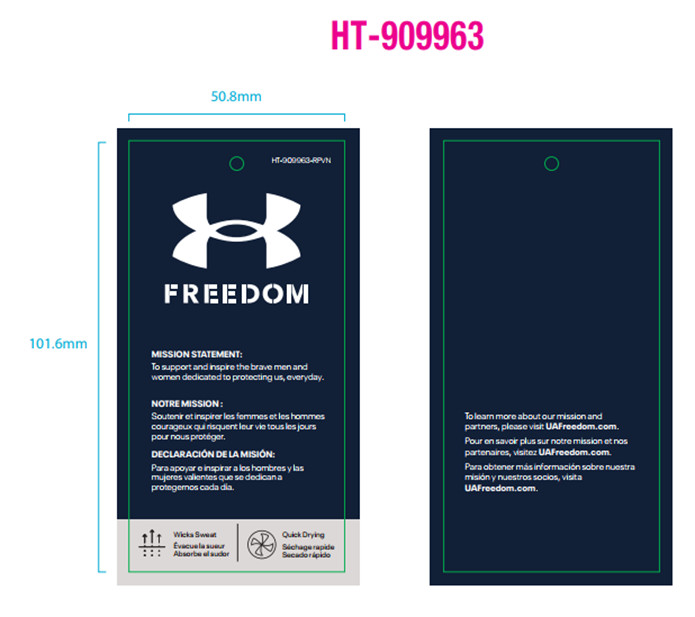 HT-909963
50.8mm
101.6mm
HT-909963-RPVN
FREEDOM
MISSION STATEMENT:
To support and inspire the brave men and
women dedicated to protecting us, everyday.
NOTRE MISSION :
Soutenir et inspirer les femmes et les hommes
courageux qui risquent leur vie tous les jours
pour nous protéger.
DECLARACIÓN DE LA MISIÓN:
Para apoyar e inspirar a los hombres y las
mujeres valientes que se dedican a
protegernos cada día.
Wicks Sweat
Évacue la sueur
Absorbe el sudor
Quick Drying
Séchage rapide
Secado rápido
To learn more about our mission and
partners, please visit UAFreedom.com.
Pour en savoir plus sur notre mission et nos
partenaires, visitez UAFreedom.com.
Para obtener más información sobre nuestra
misión y nuestros socios, visita
UAFreedom.com.